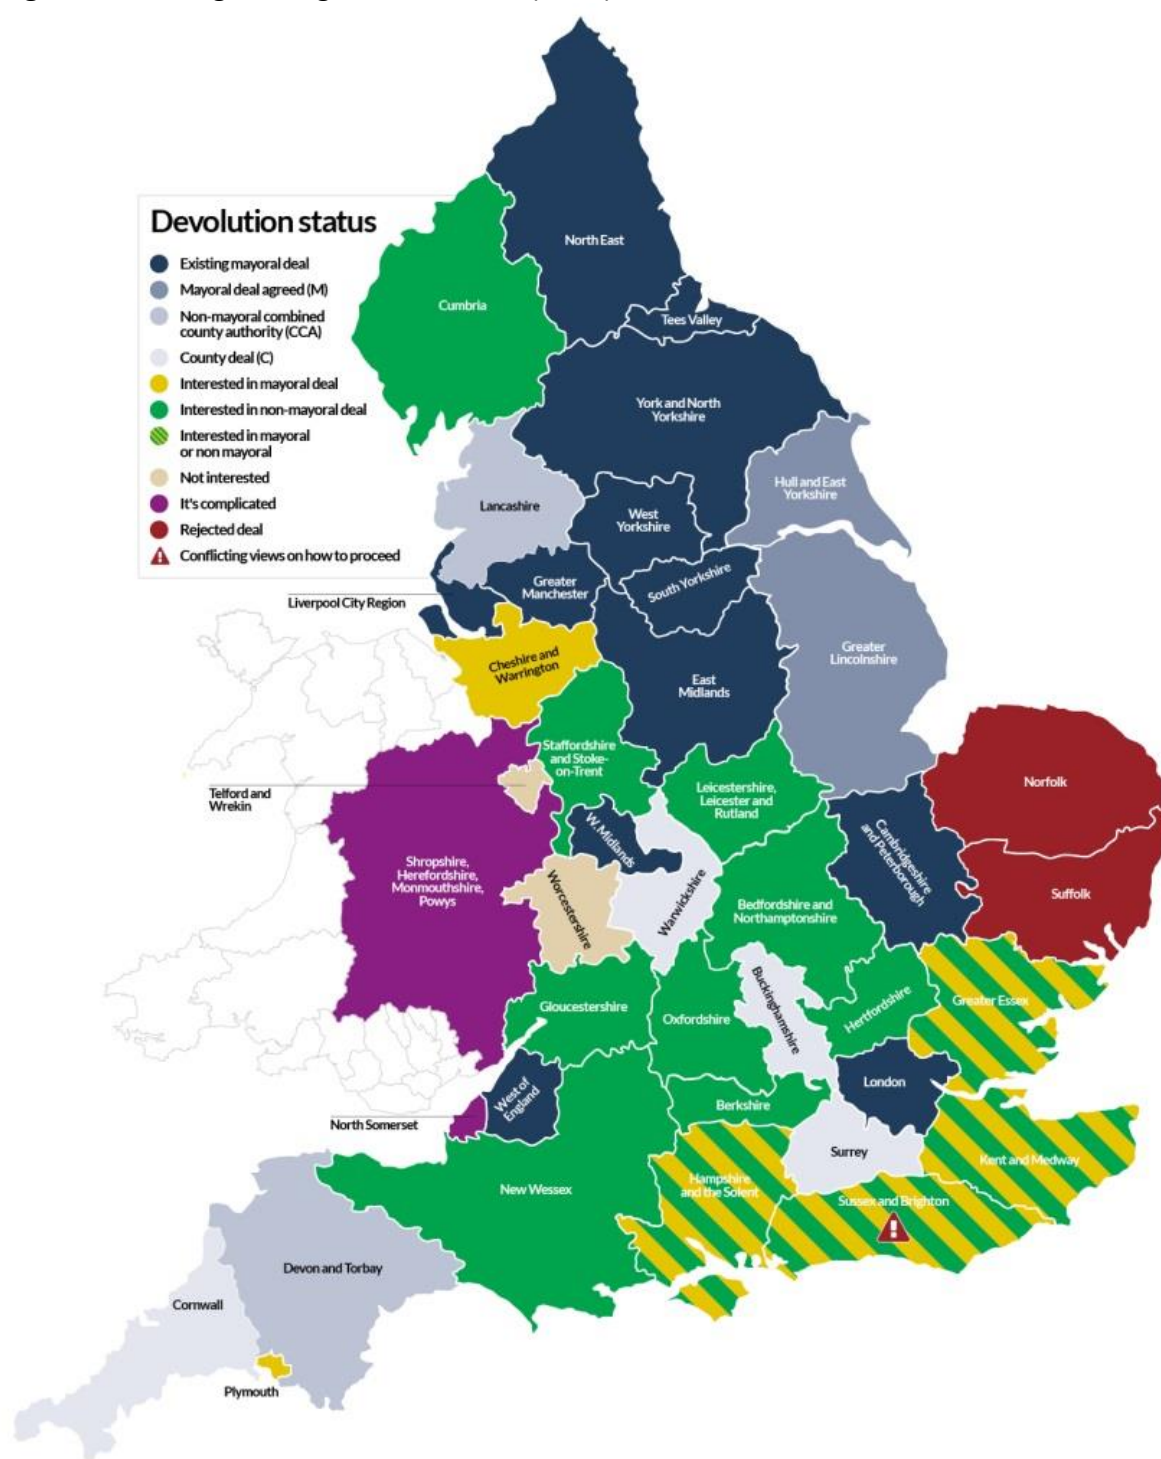 Devolution status
Existing mayoral deal
Mayoral deal agreed (M)
Non-mayoral combined
county authority (CCA)
County deal (C)
Interested in mayoral deal
Interested in non-mayoral deal
Interested in mayoral
or non mayoral
Not interested
It's complicated
Rejected deal
Conflicting views on how to proceed
North East
Cumbria
Tees Valley
York and North
Yorkshire
Hull and East
Yorkshire
Lancashire
West
Yorkshire
South Yorkshire
Greater
Manchester
Liverpool City Region
Cheshire and
Warrington
Greater
Lincolnshire
East
Midlands
Staffordshire
and Stoke-
on-Trent
Telford and
Wrekin
Leicestershire,
Leicester and
Rutland
Norfolk
W. Midlands
Cambridgeshire
and Peterborough
Shropshire,
Herefordshire,
Monmouthshire,
Powys
Worcestershire
Warwickshire
Suffolk
Bedfordshire and
Northamptonshire
Gloucestershire
Oxfordshire
Buckinghamshire
Hertfordshire
Greater Essex
London
West of
England
Berkshire
North Somerset
Surrey
Kent and Medway
New Wessex
Hampshire
and the Solent
Sussex and Brighton
Devon and Torbay
Cornwall
Plymouth